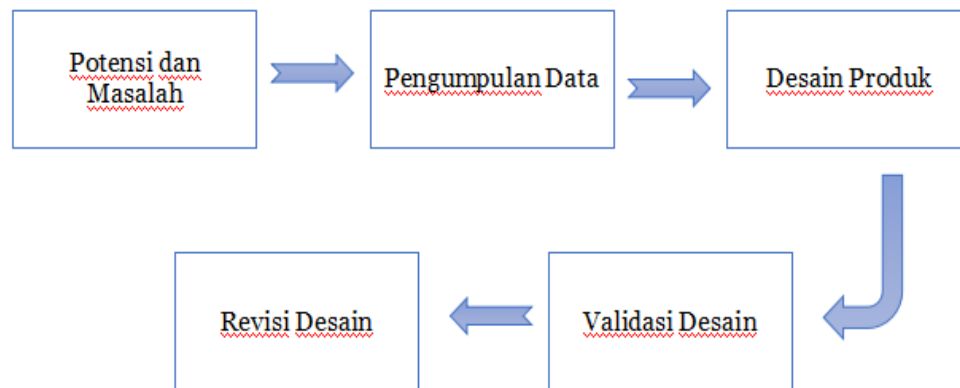 Potensi dan
Masalah
Pengumpulan Data
Desain Produk
Validasi Desain
Revisi Desain